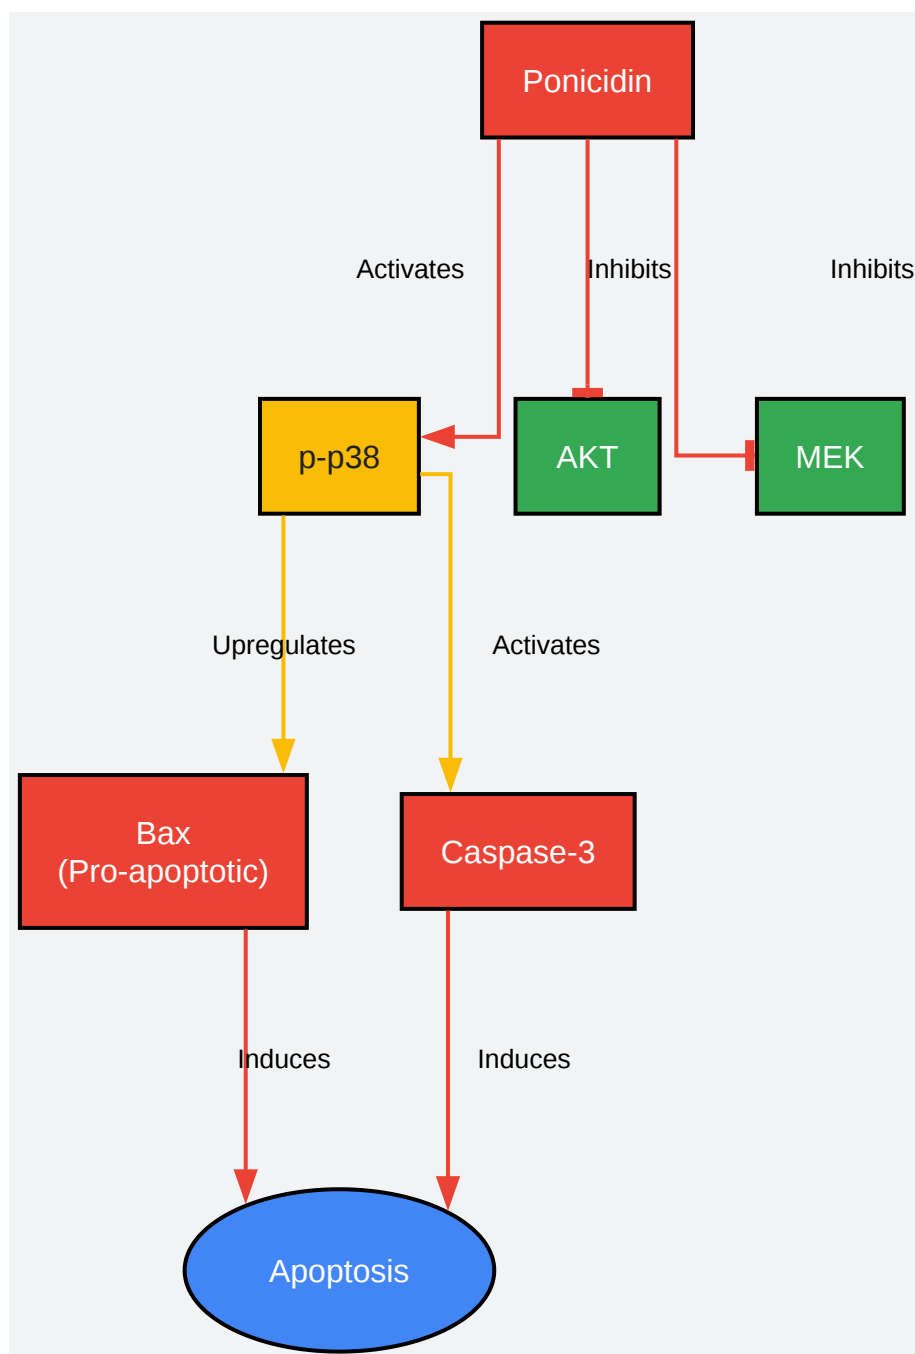 Ponicidin
Activates
Inhibits
Inhibits
p-p38
AKT
MEK
Upregulates
Activates
Bax
(Pro-apoptotic)
Caspase-3
Induces
Induces
Apoptosis